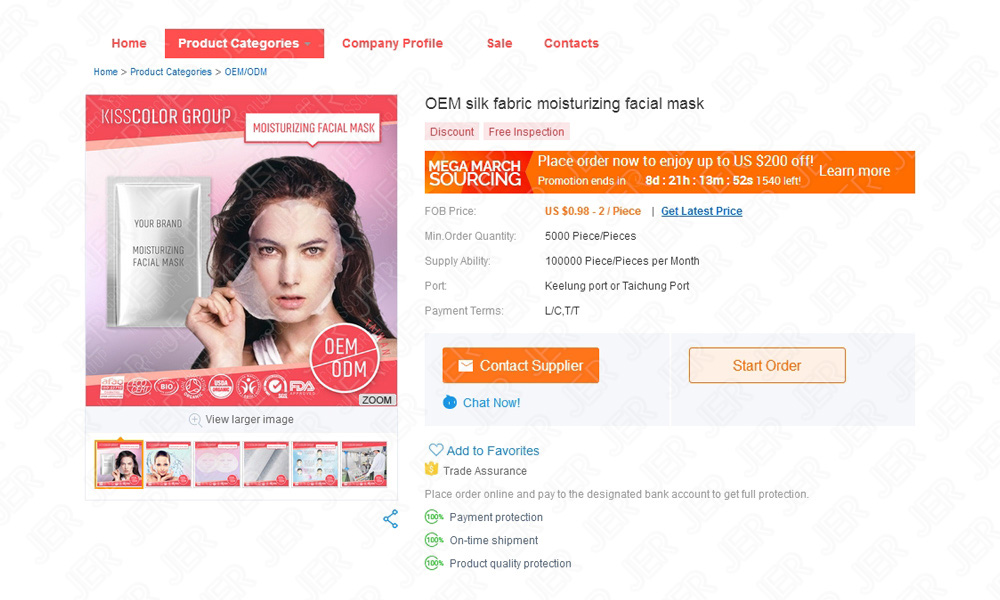 Home
Product Categories
Company Profile
Sale
Contacts
Home > Product Categories > OEM/ODM
KISSCOLOR GROUP
MOISTURIZING FACIAL MASK
YOUR BRAND
MOISTURIZING
FACIAL MASK
OEM
ODM
BIO
USDA
ORGANIC
FDA
ZOOM
View larger image
OEM silk fabric moisturizing facial mask
Discount
Free Inspection
MEGA MARCH
SOURCING
Place order now to enjoy up to US $200 off!
Promotion ends in 8d : 21h : 13m : 52s 1540 left!
Learn more
FOB Price: US $0.98 - 2 / Piece | Get Latest Price
Min.Order Quantity: 5000 Piece/Pieces
Supply Ability: 100000 Piece/Pieces per Month
Port: Keelung port or Taichung Port
Payment Terms: L/C,T/T
Contact Supplier
Start Order
Chat Now!
Add to Favorites
$ Trade Assurance
Place order online and pay to the designated bank account to get full protection.
100% Payment protection
100% On-time shipment
100% Product quality protection
JER